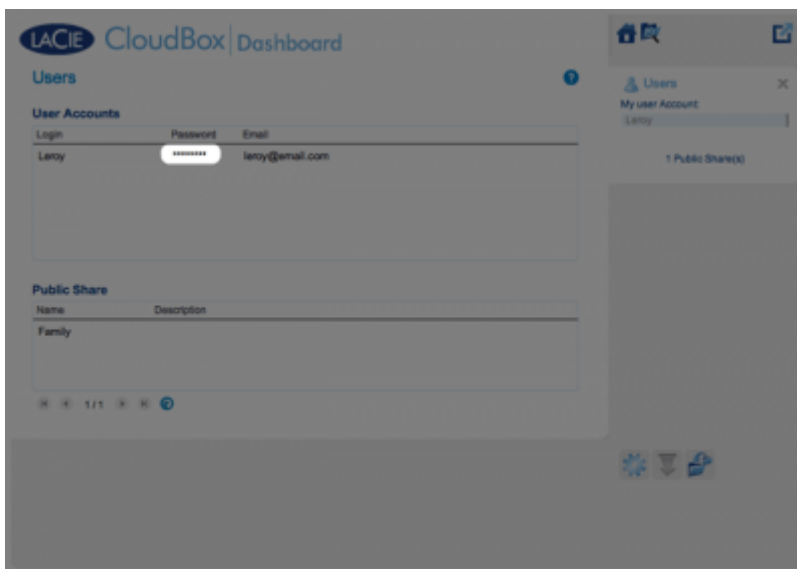 LACIE CloudBox | Dashboard
Users
User Accounts
Login Password Email
Leroy ******** leroy@email.com
Public Share
Name Description
Family
1 / 1
Users
My user Account:
Leroy
1 Public Share(s)